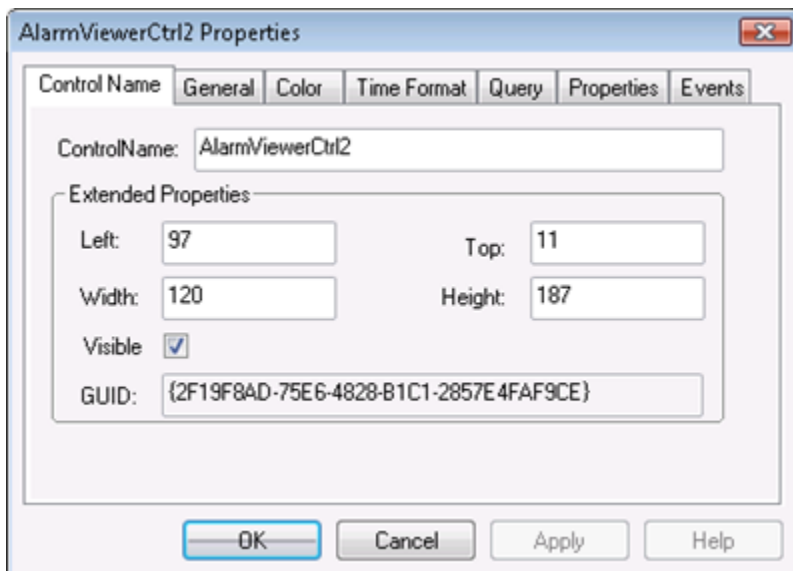 AlarmViewerCtrl2 Properties
Control Name General Color Time Format Query Properties Events
ControlName: AlarmViewerCtrl2
Extended Properties
Left: 97 Top: 11
Width: 120 Height: 187
Visible
GUID: {2F19F8AD-75E6-4828-B1C1-2857E4FAF9CE}
OK Cancel Apply Help